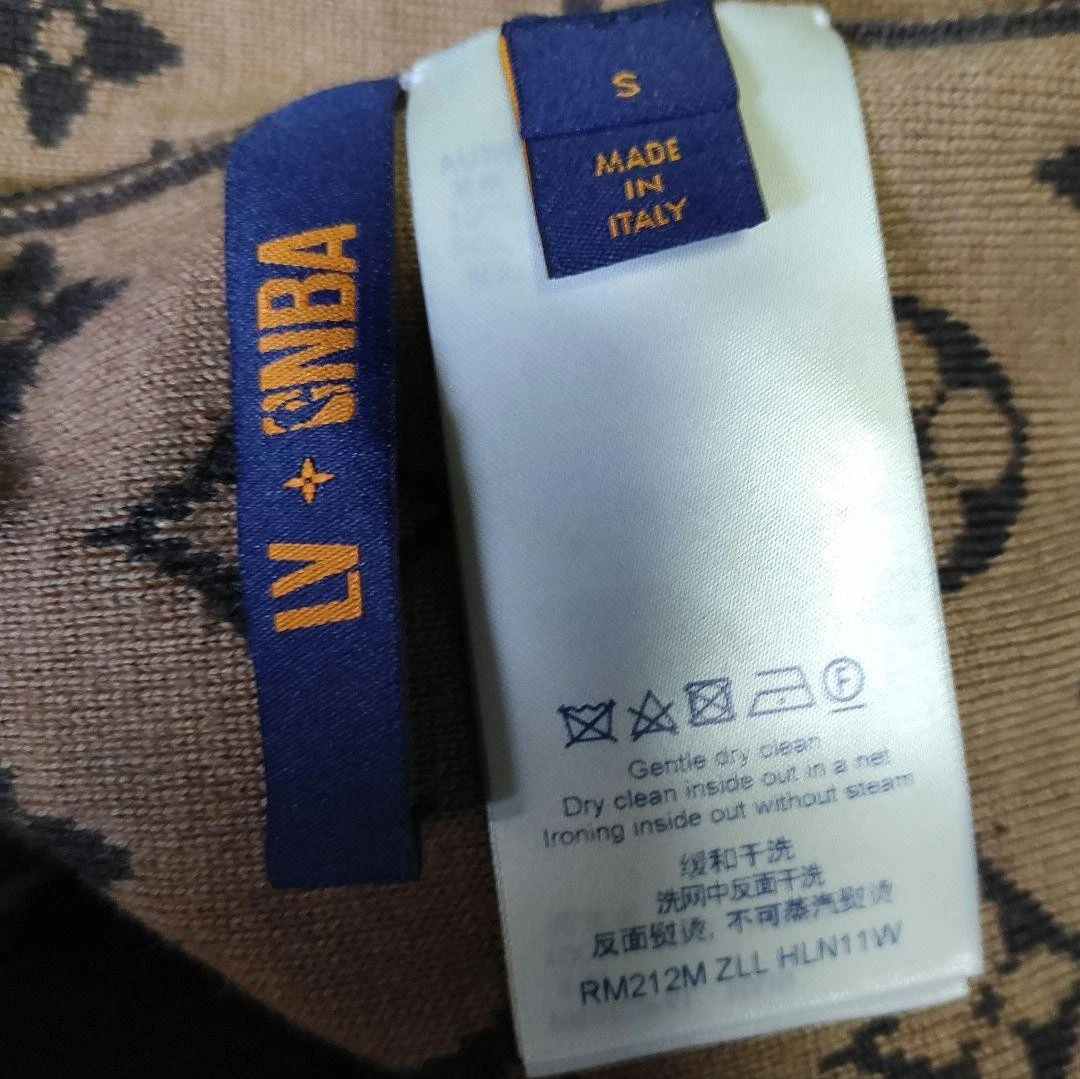 S
MADE
IN
ITALY
LV + NBA
F
Gentle dry clean
Dry clean inside out in a net
Ironing inside out without steam
缓和干洗
洗网中反面干洗
反面熨烫, 不可蒸汽熨烫
RM212M ZLL HLN11W